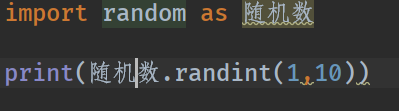 import random as 随机数
print(随机数.randint(1,10))